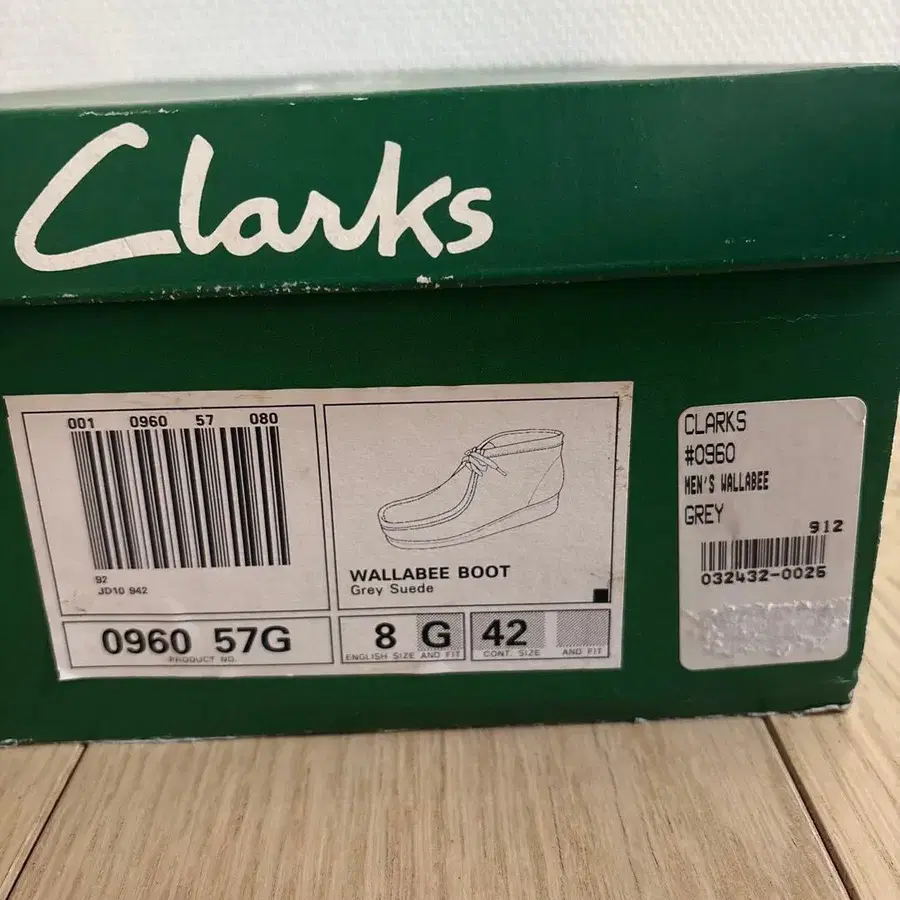 Clarks
001 0960 57 080
92
JD10 942
WALLABEE BOOT
Grey Suede
0960 57G
PRODUCT NO.
8 G
ENGLISH SIZE AND FIT
42
CONT. SIZE AND FIT
CLARKS
#0960
MEN'S WALLABEE
GREY
912
032432-0025